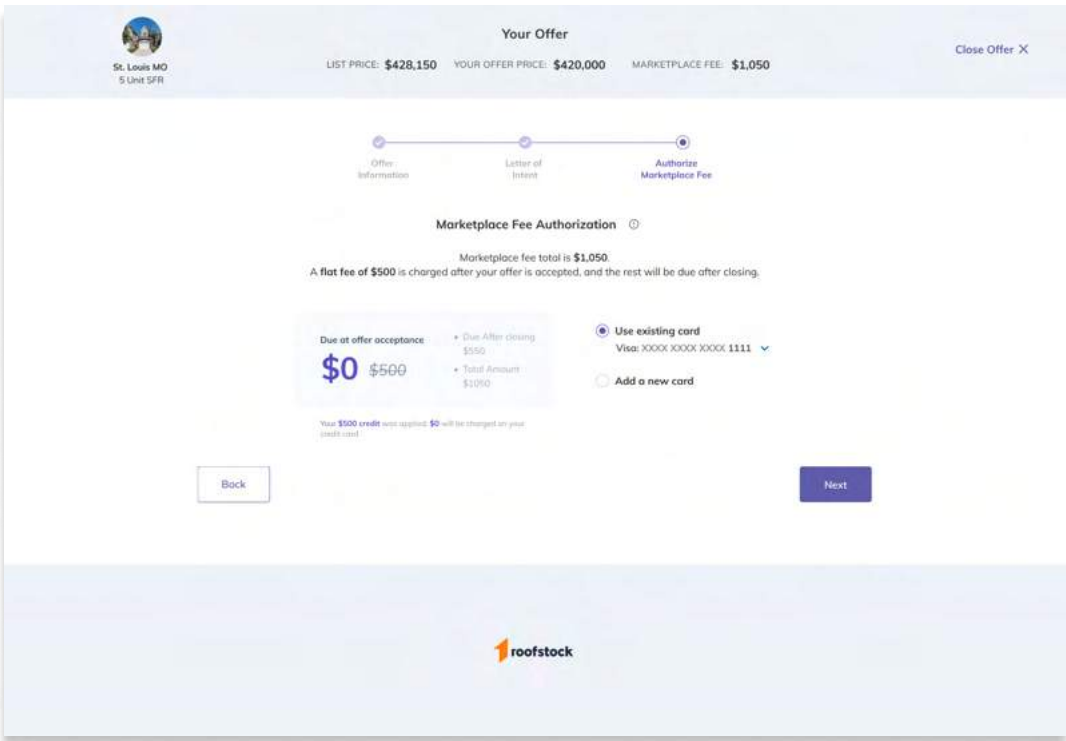 Your Offer
St. Louis MO
5 Unit SFR
LIST PRICE: $428,150 YOUR OFFER PRICE: $420,000 MARKETPLACE FEE: $1,050
Close Offer X
Offer
Information
Letter of
Intent
Authorize
Marketplace Fee
Marketplace Fee Authorization
Marketplace fee total is $1,050.
A flat fee of $500 is charged after your offer is accepted, and the rest will be due after closing.
Due at offer acceptance
$0 $500
• Due After closing
$550
• Total Amount
$1050
Your $500 credit was applied. $0 will be charged on your
credit card
Use existing card
Visa: XXXX XXXX XXXX 1111
Add a new card
Back
Next
roofstock